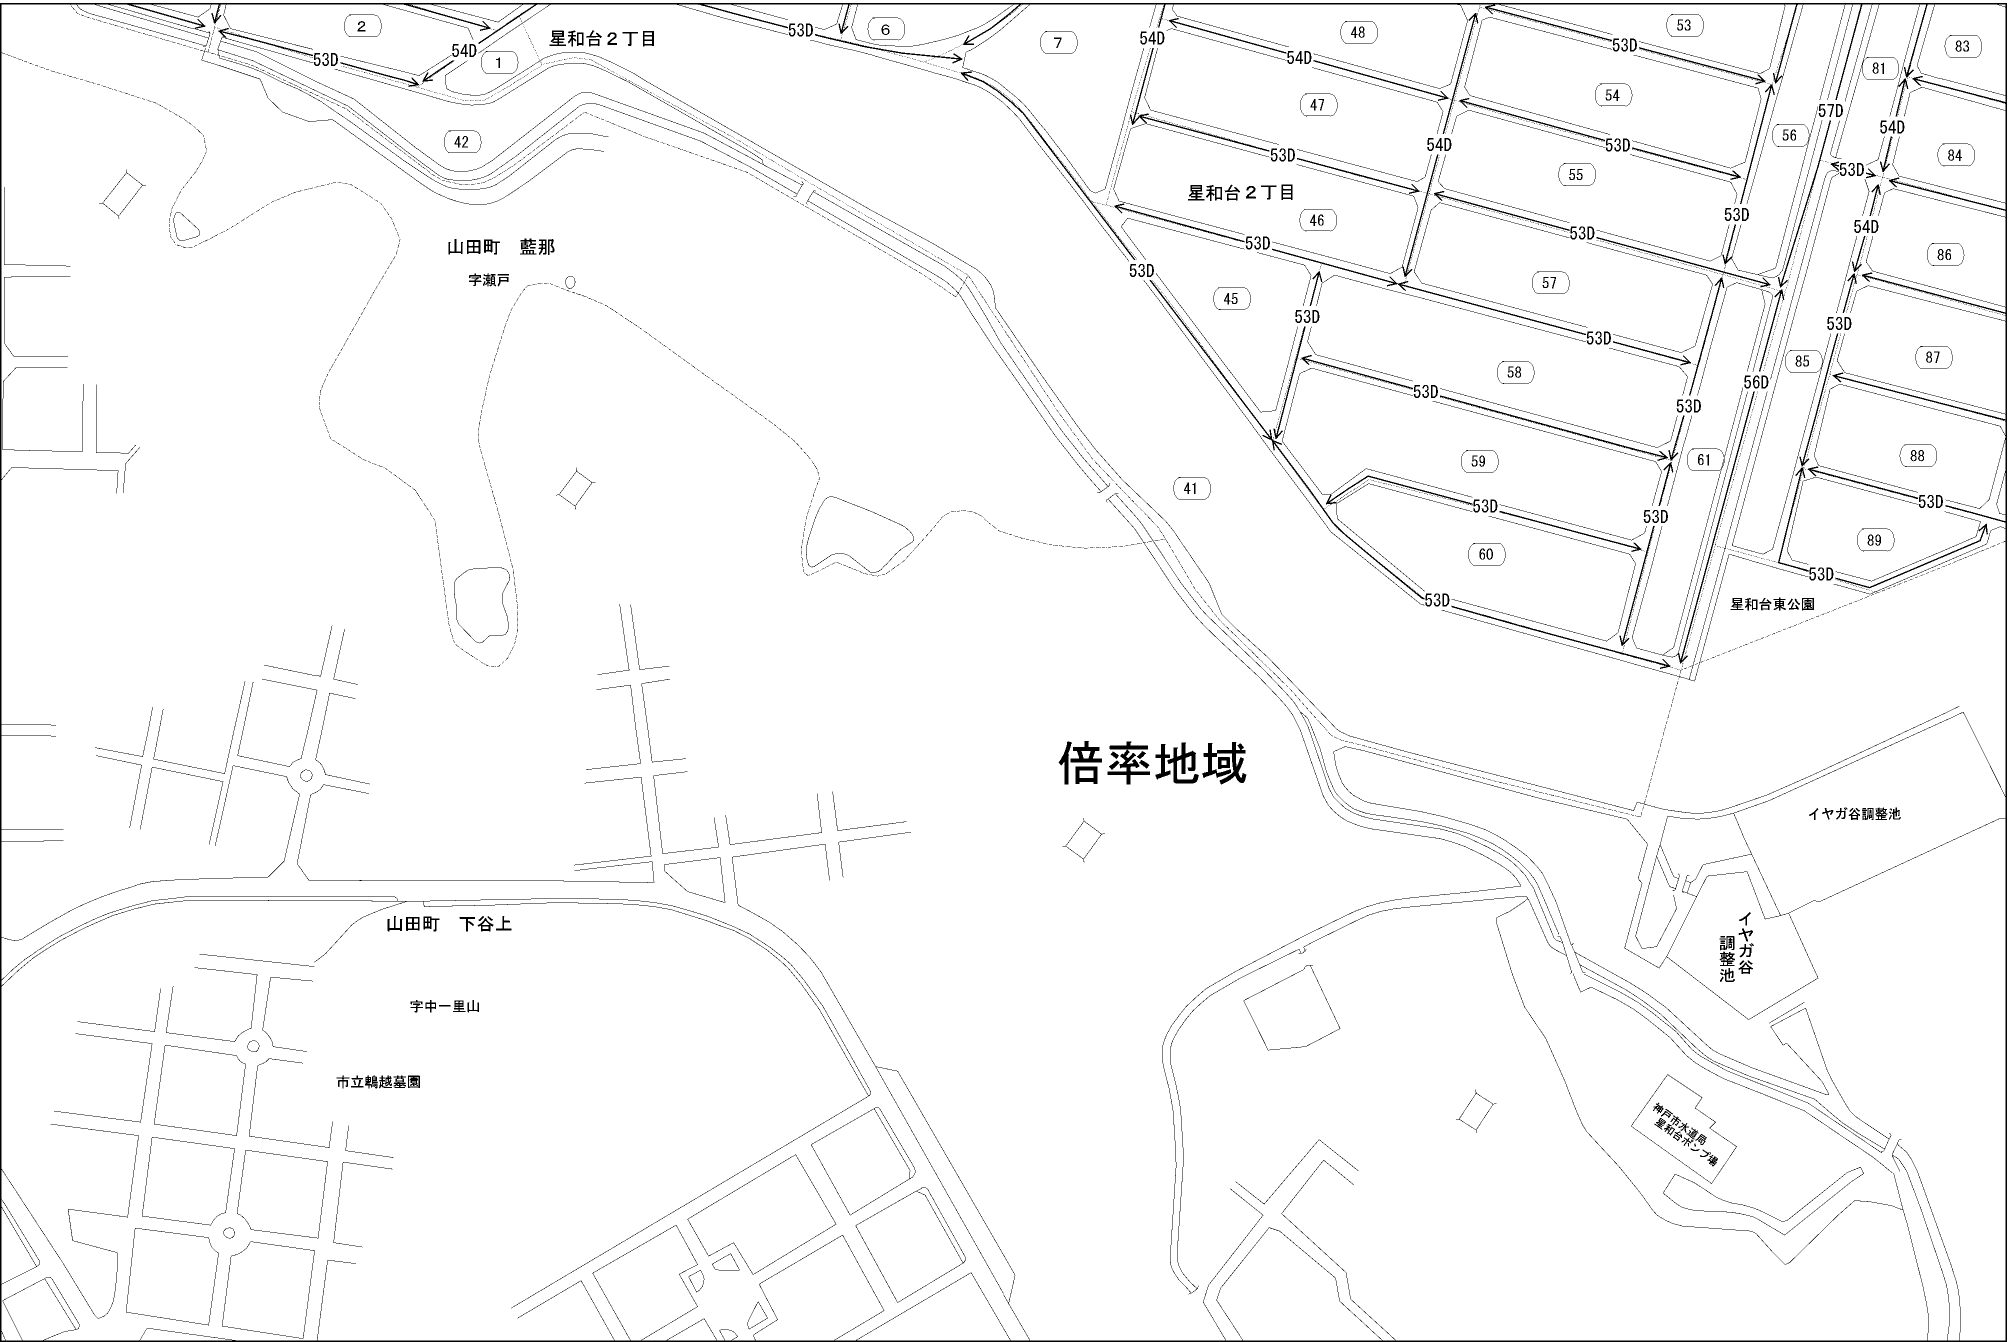 2
53D
54D
1
星和台２丁目
53D
6
7
54D
48
54D
53
53D
81
83
47
54
57D
56
54D
42
53D
54D
53D
84
53D
55
星和台２丁目
46
53D
54D
山田町　藍那
53D
53D
86
字瀬戸
53D
57
45
53D
53D
53D
87
85
58
56D
53D
53D
88
59
61
41
53D
53D
53D
60
89
53D
53D
星和台東公園
倍率地域
イヤガ谷調整池
イヤガ谷
調整池
山田町　下谷上
字中一里山
市立鵯越墓園
神戸市水道局
星和台ポンプ場